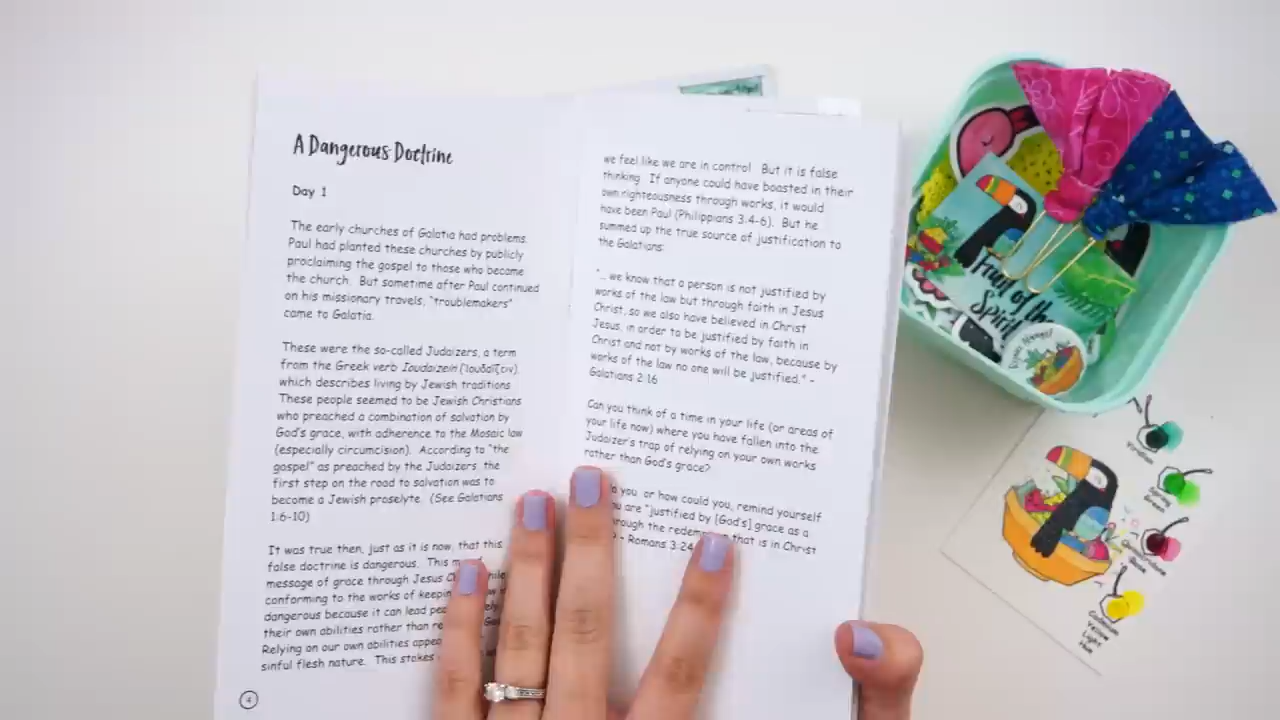 A Dangerous Doctrine
Day 1
The early churches of Galatia had problems.
Paul had planted these churches by publicly
proclaiming the gospel to those who became
the church. But sometime after Paul continued
on his missionary travels, "troublemakers"
came to Galatia.
These were the so-called Judaizers, a term
from the Greek verb Ioudaizein (Ἰουδαΐζειν),
which describes living by Jewish traditions.
These people seemed to be Jewish Christians
who preached a combination of salvation by
God's grace, with adherence to the Mosaic law
(especially circumcision). According to "the
gospel" as preached by the Judaizers, the
first step on the road to salvation was to
become a Jewish proselyte. (See Galatians
1:6-10)
It was true then, just as it is now, that this
false doctrine is dangerous. This
message of grace through Jesus
conforming to the works of
dangerous because it can lead
their own abilities rather than
Relying on our own abilities
sinful flesh nature. This
4
we feel like we are in control. But it is false
thinking. If anyone could have boasted in their
own righteousness through works, it would
have been Paul (Philippians 3:4-6). But he
summed up the true source of justification to
the Galatians:
"... we know that a person is not justified by
works of the law but through faith in Jesus
Christ, so we also have believed in Christ
Jesus, in order to be justified by faith in
Christ and not by works of the law, because by
works of the law no one will be justified." -
Galatians 2:16
Can you think of a time in your life (or areas of
your life now) where you have fallen into the
Judaizer's trap of relying on your own works
rather than God's grace?
you, or how could you, remind yourself
are "justified by [God's] grace as a
through the that is in Christ
- Romans 3:24
Fruit of the
Spirit
Viridian
Spring
Green
Quinacridone
Rose
Cadmium
Yellow
Light
Hue